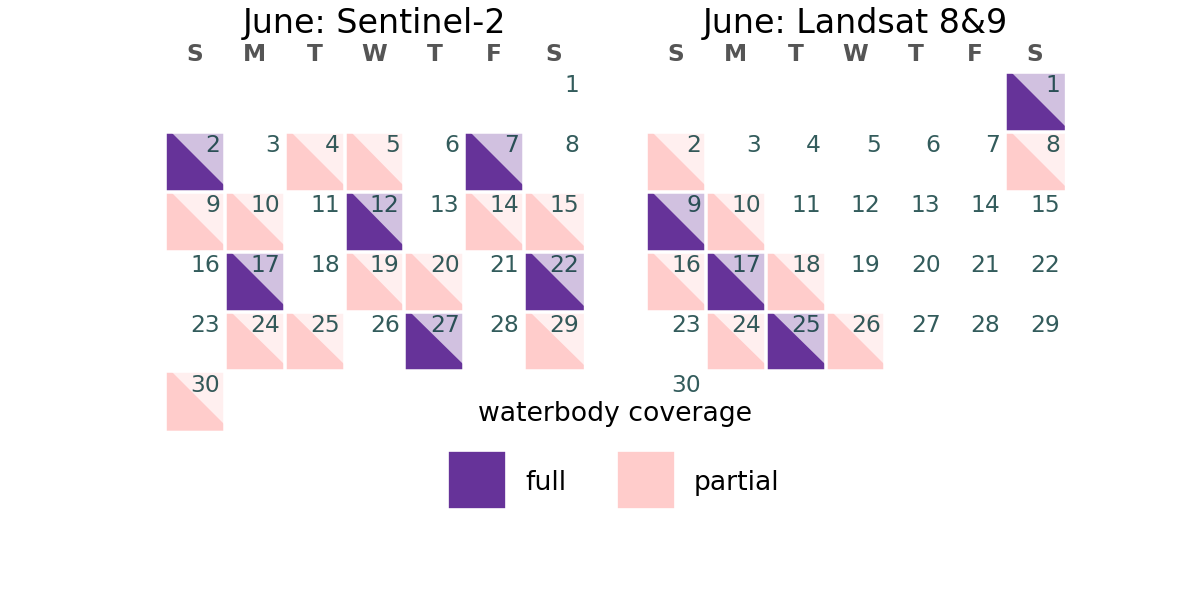 June: Sentinel-2
S M T W T F S
1
2 3 4 5 6 7 8
9 10 11 12 13 14 15
16 17 18 19 20 21 22
23 24 25 26 27 28 29
30
June: Landsat 8&9
S M T W T F S
1
2 3 4 5 6 7 8
9 10 11 12 13 14 15
16 17 18 19 20 21 22
23 24 25 26 27 28 29
30
waterbody coverage
full
partial